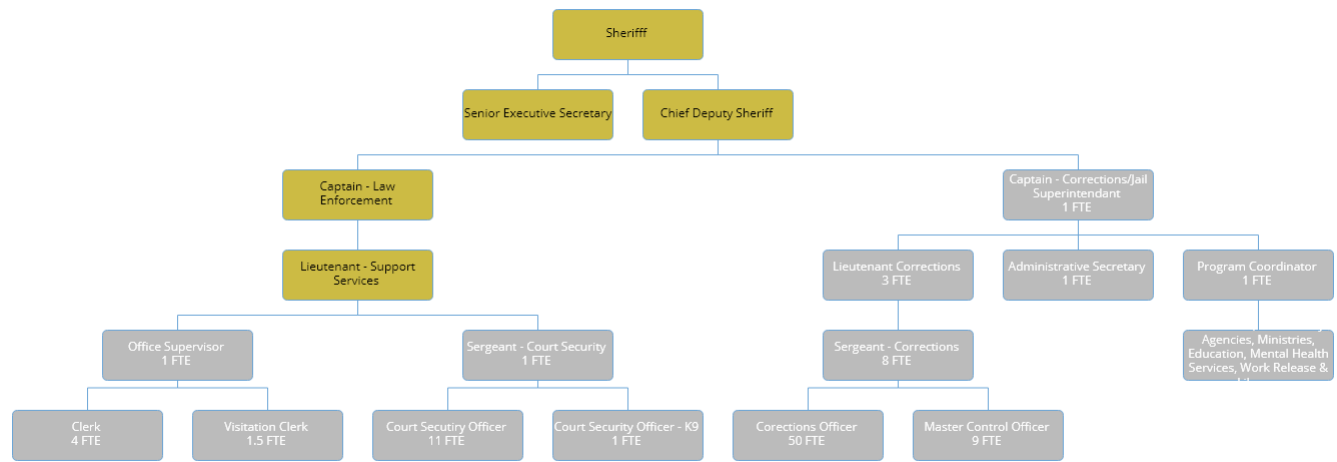 Sherifff
Senior Executive Secretary
Chief Deputy Sheriff
Captain - Law
Enforcement
Captain - Corrections/Jail
Superintendant
1 FTE
Lieutenant - Support
Services
Lieutenant Corrections
3 FTE
Administrative Secretary
1 FTE
Program Coordinator
1 FTE
Office Supervisor
1 FTE
Sergeant - Court Security
1 FTE
Sergeant - Corrections
8 FTE
Agencies, Ministries,
Education, Mental Health
Services, Work Release &
Clerk
4 FTE
Visitation Clerk
1.5 FTE
Court Secutiry Officer
11 FTE
Court Security Officer - K9
1 FTE
Corections Officer
50 FTE
Master Control Officer
9 FTE